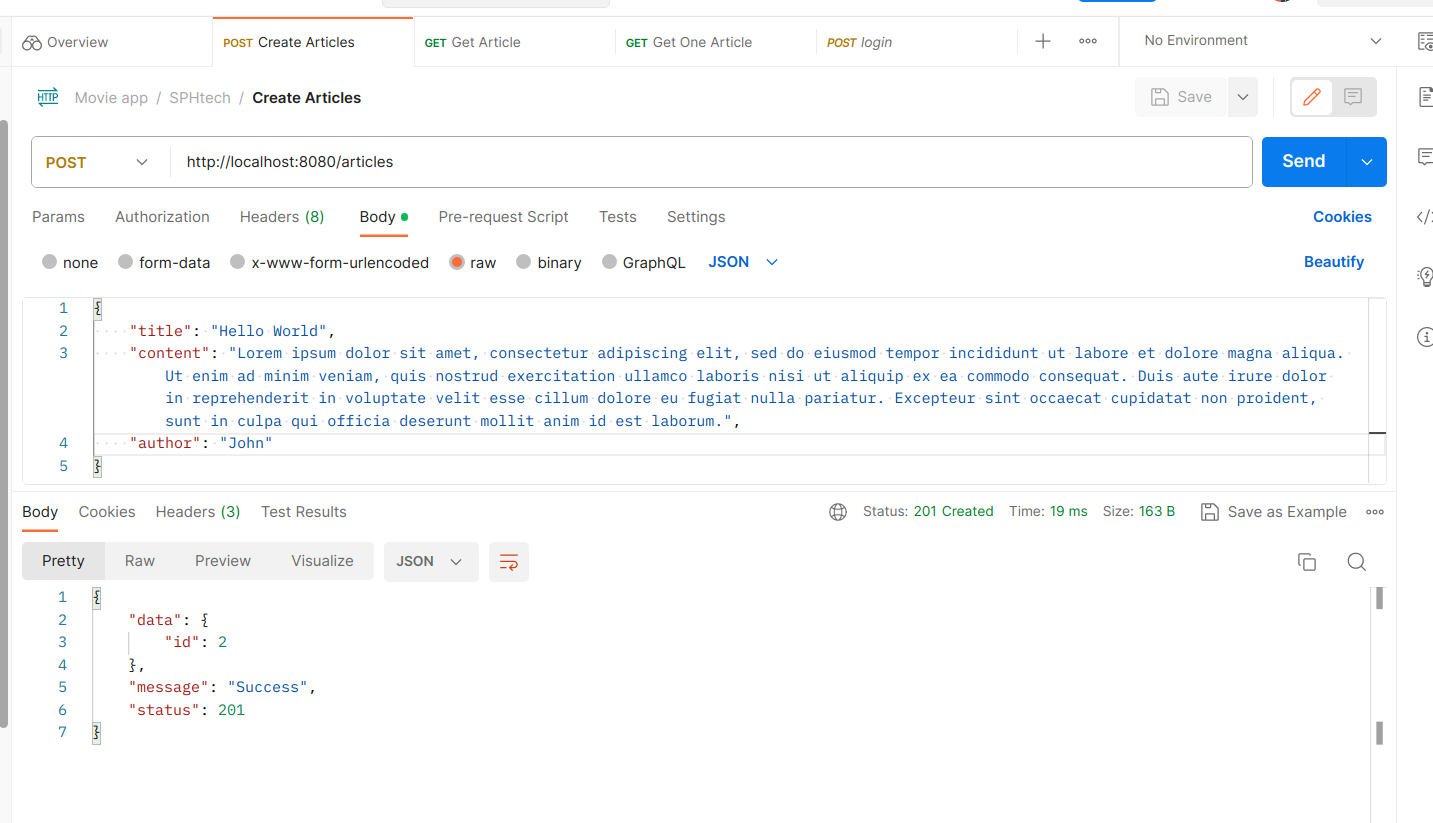 Overview
POST Create Articles
GET Get Article
GET Get One Article
POST login
No Environment
HTTP Movie app / SPHtech / Create Articles
Save
POST
http://localhost:8080/articles
Send
Params Authorization Headers (8) Body Pre-request Script Tests Settings Cookies
none form-data x-www-form-urlencoded raw binary GraphQL JSON Beautify
1 {
2 "title": "Hello World",
3 "content": "Lorem ipsum dolor sit amet, consectetur adipiscing elit, sed do eiusmod tempor incididunt ut labore et dolore magna aliqua.
Ut enim ad minim veniam, quis nostrud exercitation ullamco laboris nisi ut aliquip ex ea commodo consequat. Duis aute irure dolor
in reprehenderit in voluptate velit esse cillum dolore eu fugiat nulla pariatur. Excepteur sint occaecat cupidatat non proident,
sunt in culpa qui officia deserunt mollit anim id est laborum.",
4 "author": "John"
5 }
Body Cookies Headers (3) Test Results Status: 201 Created Time: 19 ms Size: 163 B Save as Example
Pretty Raw Preview Visualize JSON
1 {
2 "data": {
3 "id": 2
4 },
5 "message": "Success",
6 "status": 201
7 }